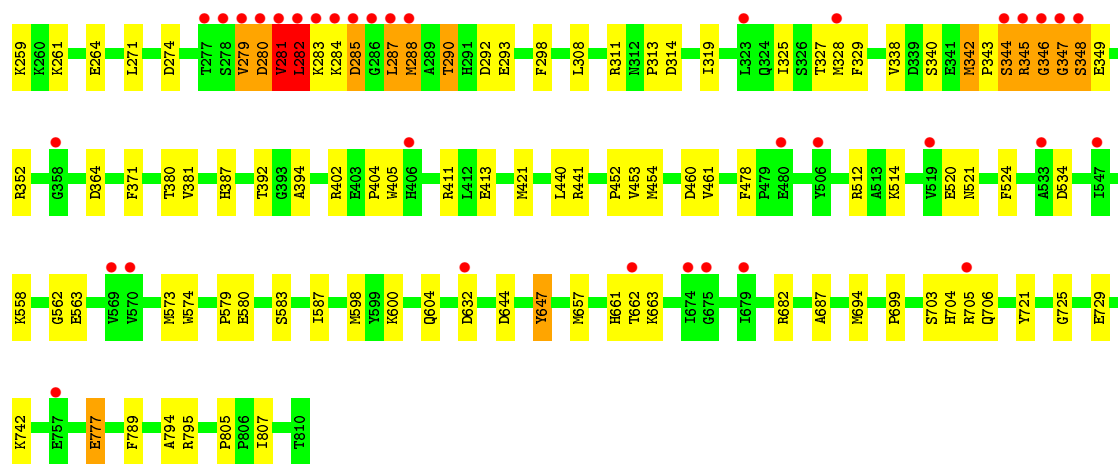 K259 K260 K261 E264 L271 D274 T277 S278 V279 D280 V281 L282 K283 K284 D285 G286 L287 M288 A289 T290 H291 D292 E293 F298 L308 R311 N312 P313 D314 I319 L323 Q324 I325 S326 T327 M328 F329 V338 D339 S340 E341 M342 P343 S344 R345 G346 G347 S348 E349
R352 G358 D364 F371 T380 V381 H387 T392 G393 A394 R402 E403 P404 W405 H406 R411 L412 E413 M421 L440 R441 P452 V453 M454 D460 V461 F478 P479 E480 Y506 R512 A513 K514 V519 E520 N521 F524 A533 D534 I547
K558 G562 E563 V569 V570 M573 W574 P579 E580 S583 I587 M598 Y599 K600 Q604 D632 D644 Y647 M657 H661 T662 K663 I674 G675 I679 R682 A687 M694 P699 S703 H704 R705 Q706 Y721 G725 E729
K742 E757 E777 F789 A794 R795 P805 P806 I807 T810